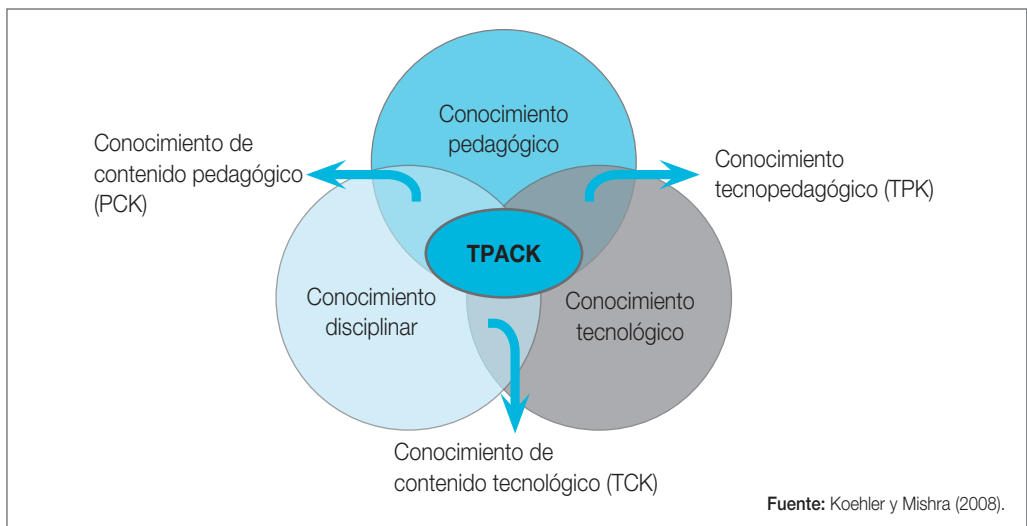 Conocimiento
pedagógico
Conocimiento de
contenido pedagógico
(PCK)
Conocimiento
tecnopedagógico (TPK)
TPACK
Conocimiento
disciplinar
Conocimiento
tecnológico
Conocimiento de
contenido tecnológico (TCK)
Fuente: Koehler y Mishra (2008).